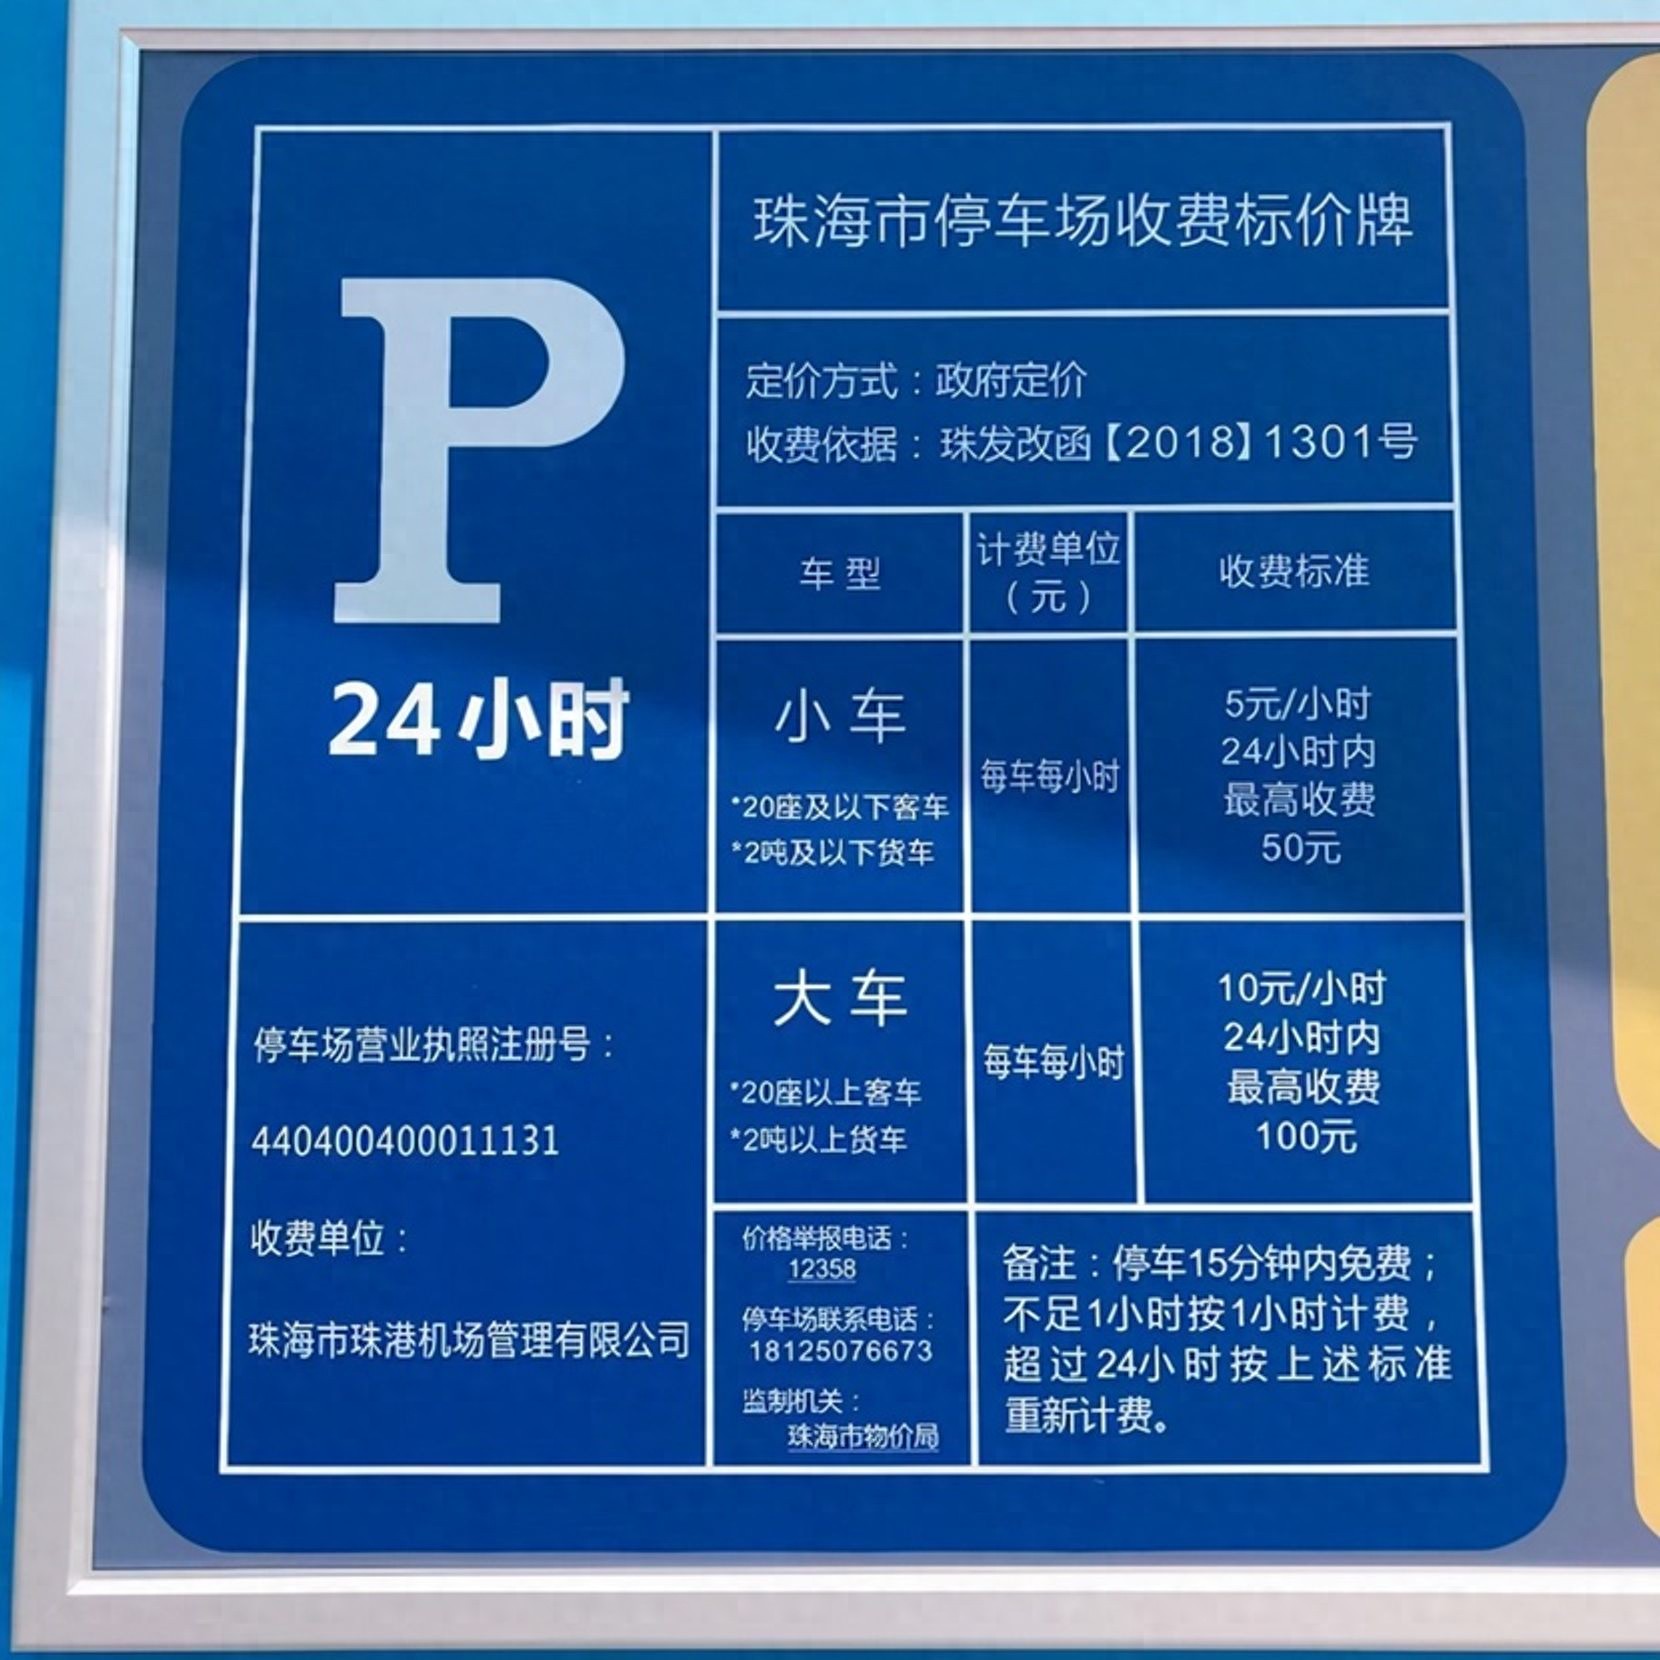 P
24小时
珠海市停车场收费标价牌
定价方式：政府定价
收费依据：珠发改函【2018】1301号
车型
计费单位
（元）
收费标准
小车
*20座及以下客车
*2吨及以下货车
每车每小时
5元/小时
24小时内
最高收费
50元
大车
*20座以上客车
*2吨以上货车
每车每小时
10元/小时
24小时内
最高收费
100元
停车场营业执照注册号：
440400400011131
收费单位：
珠海市珠港机场管理有限公司
价格举报电话：
12358
停车场联系电话：
18125076673
监制机关：
珠海市物价局
备注：停车15分钟内免费；
不足1小时按1小时计费，
超过24小时按上述标准
重新计费。